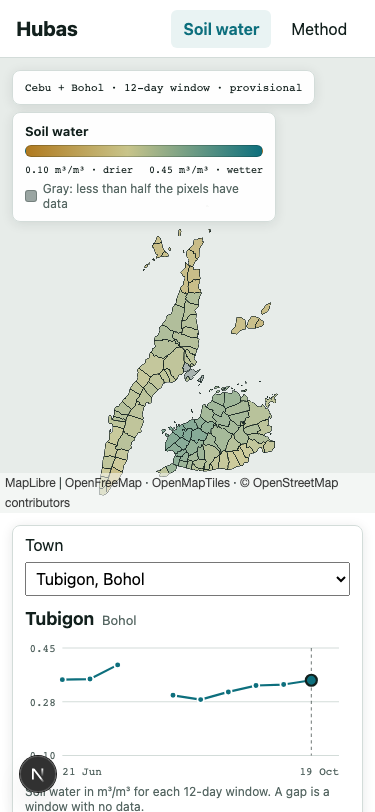 Hubas
Soil water
Method
Cebu + Bohol · 12-day window · provisional
Soil water
0.10 m³/m³ · drier
0.45 m³/m³ · wetter
Gray: less than half the pixels have
data
MapLibre | OpenFreeMap · OpenMapTiles · © OpenStreetMap
contributors
Town
Tubigon, Bohol
Tubigon Bohol
0.45
0.28
0.10
21 Jun
19 Oct
N
Soil water in m³/m³ for each 12-day window. A gap is a
window with no data.